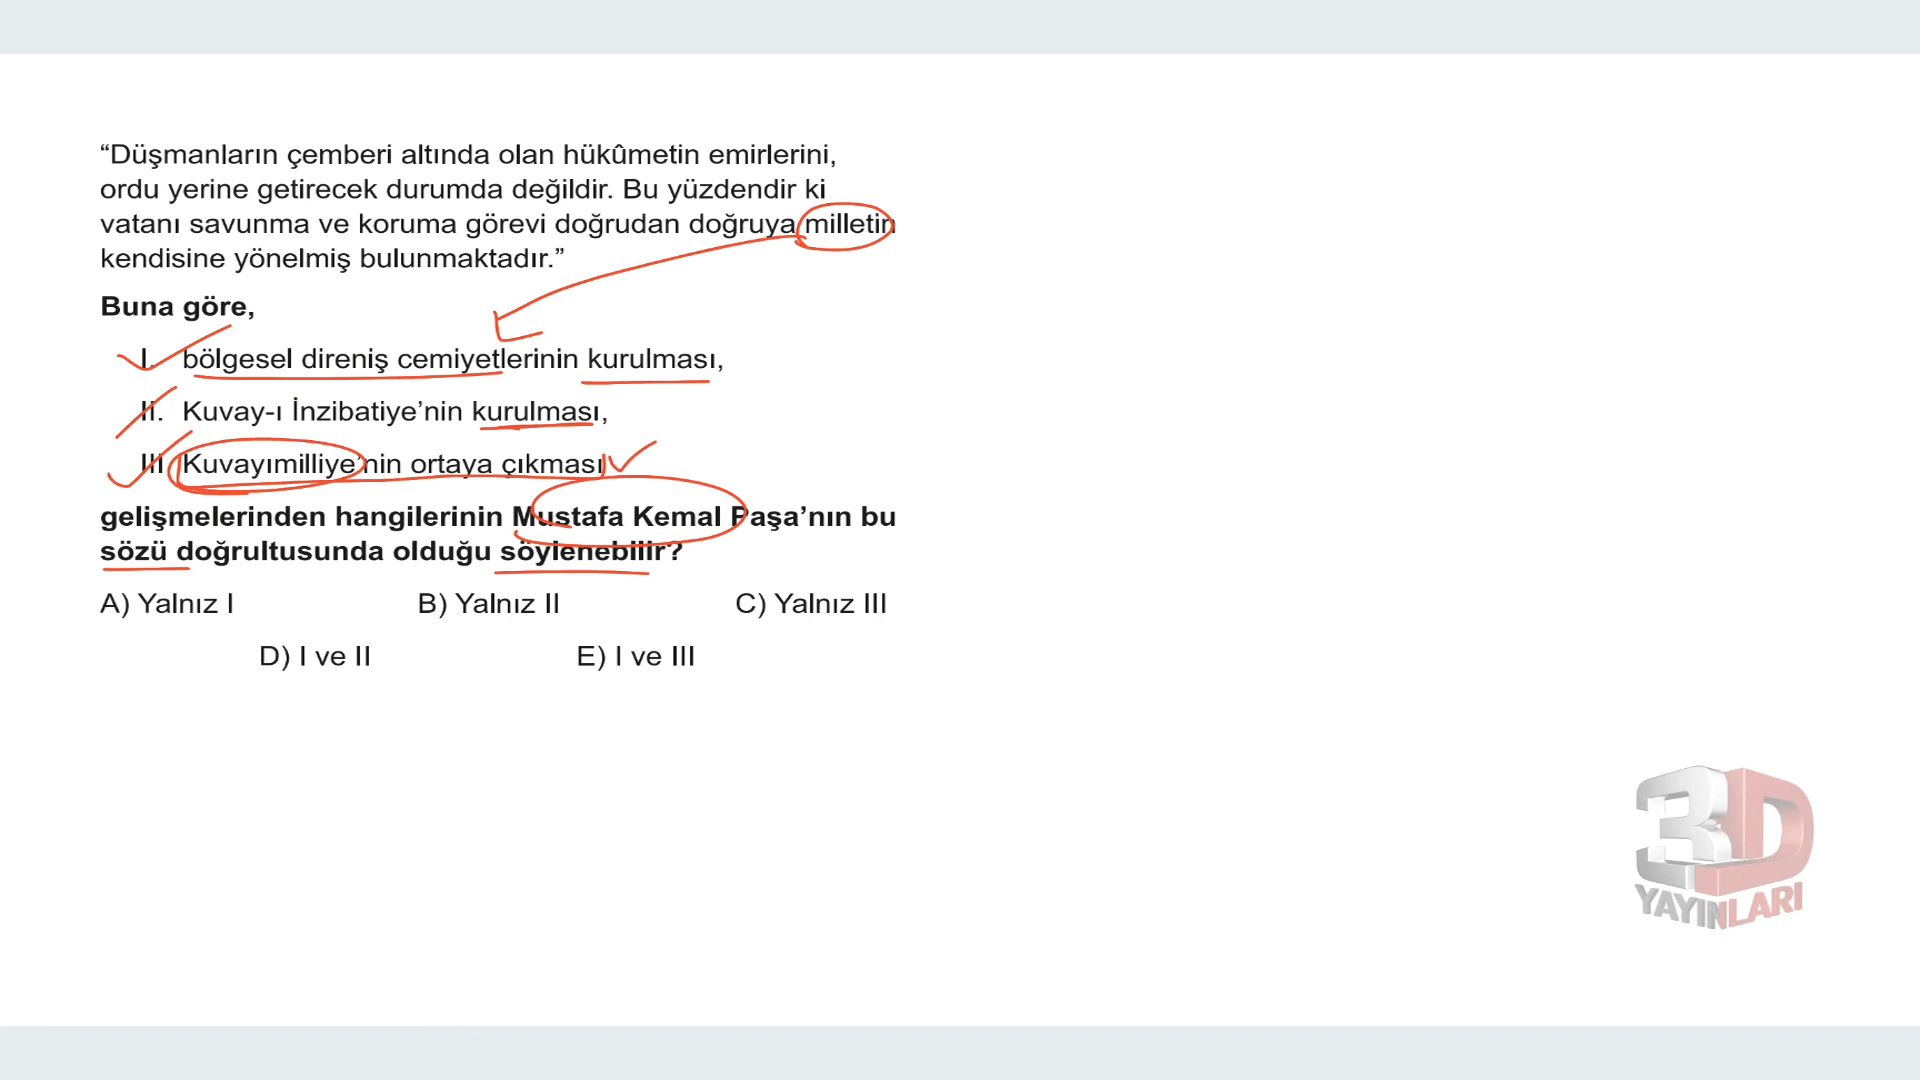 “Düşmanların çemberi altında olan hükûmetin emirlerini,
ordu yerine getirecek durumda değildir. Bu yüzdendir ki
vatanı savunma ve koruma görevi doğrudan doğruya milletin
kendisine yönelmiş bulunmaktadır.”
Buna göre,
I. bölgesel direniş cemiyetlerinin kurulması,
II. Kuvay-ı İnzibatiye’nin kurulması,
III. Kuvayımilliye’nin ortaya çıkması
gelişmelerinden hangilerinin Mustafa Kemal Paşa’nın bu
sözü doğrultusunda olduğu söylenebilir?
A) Yalnız I B) Yalnız II C) Yalnız III
D) I ve II E) I ve III
3D
YAYINLARI